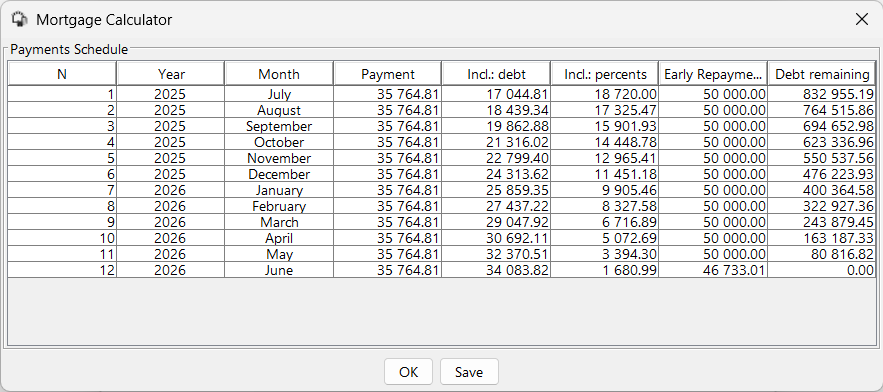 Mortgage Calculator
Payments Schedule
N Year Month Payment Incl.: debt Incl.: percents Early Repayme... Debt remaining
1 2025 July 35 764.81 17 044.81 18 720.00 50 000.00 832 955.19
2 2025 August 35 764.81 18 439.34 17 325.47 50 000.00 764 515.86
3 2025 September 35 764.81 19 862.88 15 901.93 50 000.00 694 652.98
4 2025 October 35 764.81 21 316.02 14 448.78 50 000.00 623 336.96
5 2025 November 35 764.81 22 799.40 12 965.41 50 000.00 550 537.56
6 2025 December 35 764.81 24 313.62 11 451.18 50 000.00 476 223.93
7 2026 January 35 764.81 25 859.35 9 905.46 50 000.00 400 364.58
8 2026 February 35 764.81 27 437.22 8 327.58 50 000.00 322 927.36
9 2026 March 35 764.81 29 047.92 6 716.89 50 000.00 243 879.45
10 2026 April 35 764.81 30 692.11 5 072.69 50 000.00 163 187.33
11 2026 May 35 764.81 32 370.51 3 394.30 50 000.00 80 816.82
12 2026 June 35 764.81 34 083.82 1 680.99 46 733.01 0.00
OK Save